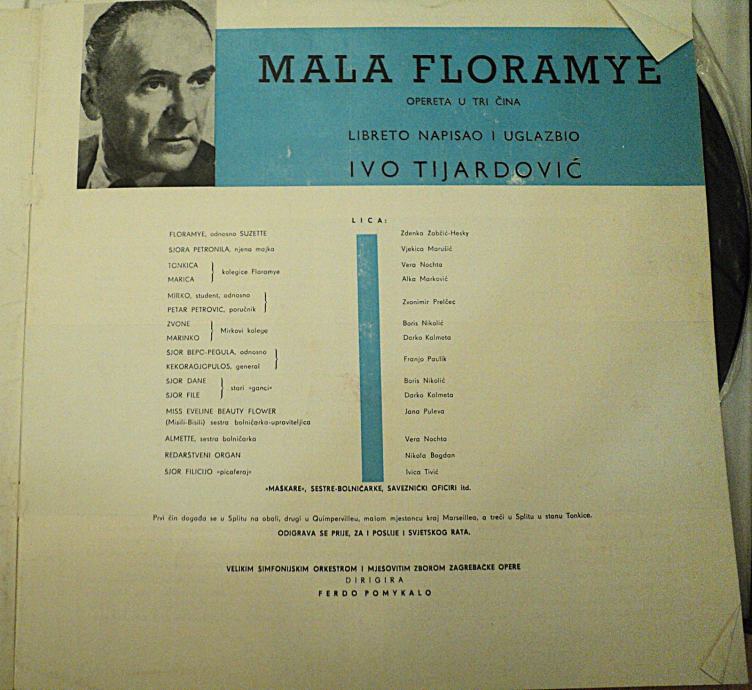 MALA FLORAMYE
OPERETA U TRI ČINA
LIBRETO NAPISAO I UGLAZBIO
IVO TIJARDOVIĆ
LICA:
FLORAMYE, odnosno SUZETTE Zdenka Žabčić-Hesky
SJORA PETRONILA, njena majka Vjekica Marušić
TONKICA Vera Nochta
kolegice Floramye
MARICA Alka Marković
MIRKO, student, odnosno
Zvonimir Prelčec
PETAR PETROVIĆ, poručnik
ZVONE Boris Nikolić
Mirkovi kolege
MARINKO Darko Kalmeta
SJOR BEPO-PEGULA, odnosno
Franjo Paulik
KEKORAGJOPULOS, general
SJOR DANE Boris Nikolić
stari »ganci«
SJOR FILE Darko Kalmeta
MISS EVELINE BEAUTY FLOWER Jana Puleva
(Misili-Bisili) sestra bolničarka-upraviteljica
ALMETTE, sestra bolničarka Vera Nochta
REDARSTVENI ORGAN Nikola Bogdan
SJOR FILICIJO »picaferaj« Ivica Tivić
»MAŠKARE«, SESTRE-BOLNIČARKE, SAVEZNIČKI OFICIRI itd.
Prvi čin događa se u Splitu na obali, drugi u Quimpervilleu, malom mjestancu kraj Marseillea, a treći u Splitu u stanu Tonkice.
ODIGRAVA SE PRIJE, ZA I POSLIJE I SVJETSKOG RATA.
VELIKIM SIMFONIJSKIM ORKESTROM I MJEŠOVITIM ZBOROM ZAGREBAČKE OPERE
DIRIGIRA
FERDO POMYKALO